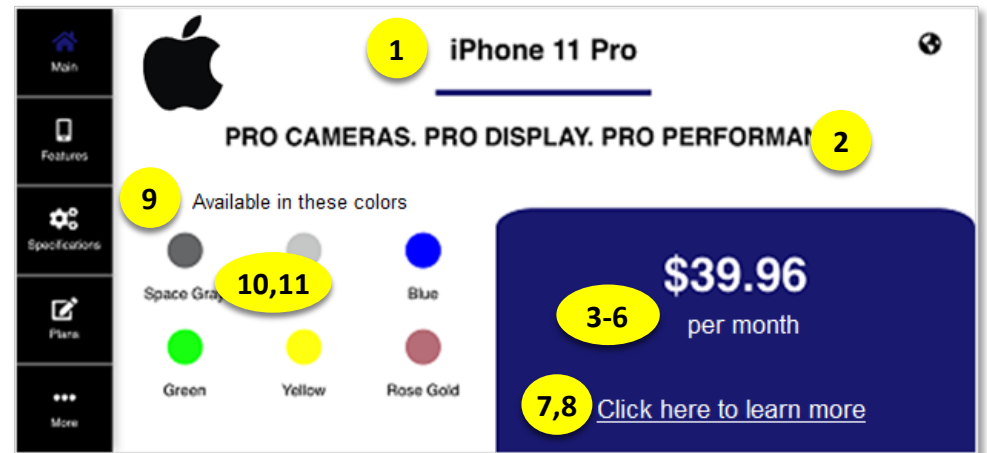 Main
1
iPhone 11 Pro
Features
PRO CAMERAS. PRO DISPLAY. PRO
2
9
Available in these colors
Specifications
Space
10,11
Blue
$39.96
3-6
per month
Plans
Green
Yellow
Rose Gold
7,8
Click here to learn more
More